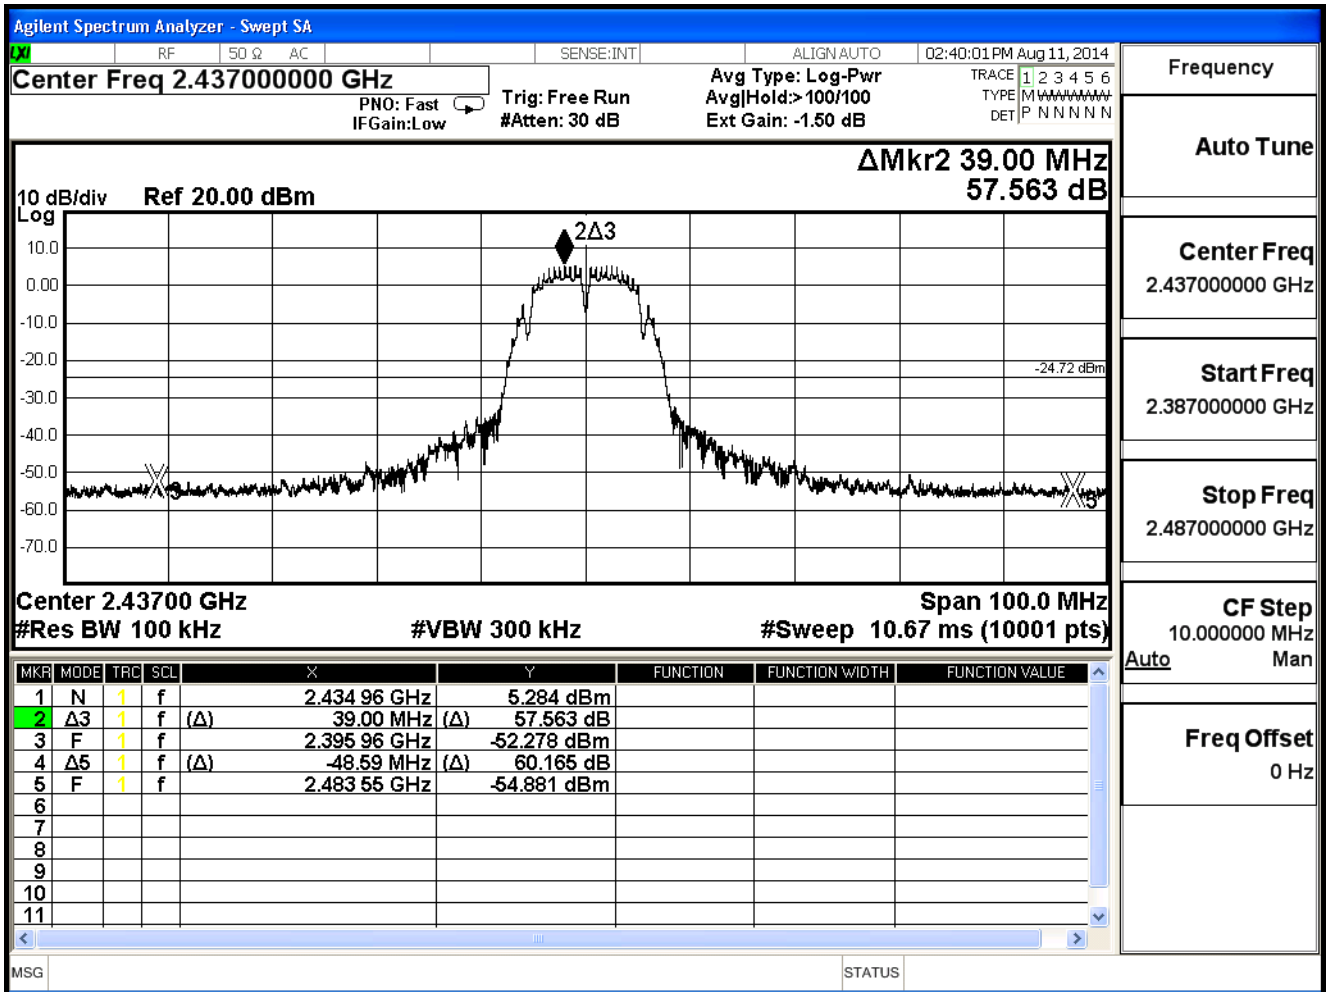 Agilent Spectrum Analyzer - Swept SA
LXI RF 50 Ω AC SENSE:INT ALIGN AUTO 02:40:01 PM Aug 11, 2014
Center Freq 2.437000000 GHz
PNO: Fast
IFGain:Low
Trig: Free Run
#Atten: 30 dB
Avg Type: Log-Pwr
Avg|Hold:> 100/100
Ext Gain: -1.50 dB
TRACE 1 2 3 4 5 6
TYPE M WWWWW
DET P N N N N N
ΔMkr2 39.00 MHz
57.563 dB
10 dB/div Ref 20.00 dBm
Log
10.0
0.00
-10.0
-20.0
-30.0
-40.0
-50.0
-60.0
-70.0
2Δ3
-24.72 dBm
3
5
Center 2.43700 GHz Span 100.0 MHz
#Res BW 100 kHz #VBW 300 kHz #Sweep 10.67 ms (10001 pts)
MKR MODE TRC SCL X Y FUNCTION FUNCTION WIDTH FUNCTION VALUE
1 N 1 f 2.434 96 GHz 5.284 dBm
2 Δ3 1 f (Δ) 39.00 MHz (Δ) 57.563 dB
3 F 1 f 2.395 96 GHz -52.278 dBm
4 Δ5 1 f (Δ) -48.59 MHz (Δ) 60.165 dB
5 F 1 f 2.483 55 GHz -54.881 dBm
6
7
8
9
10
11
MSG STATUS
Frequency
Auto Tune
Center Freq
2.437000000 GHz
Start Freq
2.387000000 GHz
Stop Freq
2.487000000 GHz
CF Step
10.000000 MHz
Auto Man
Freq Offset
0 Hz